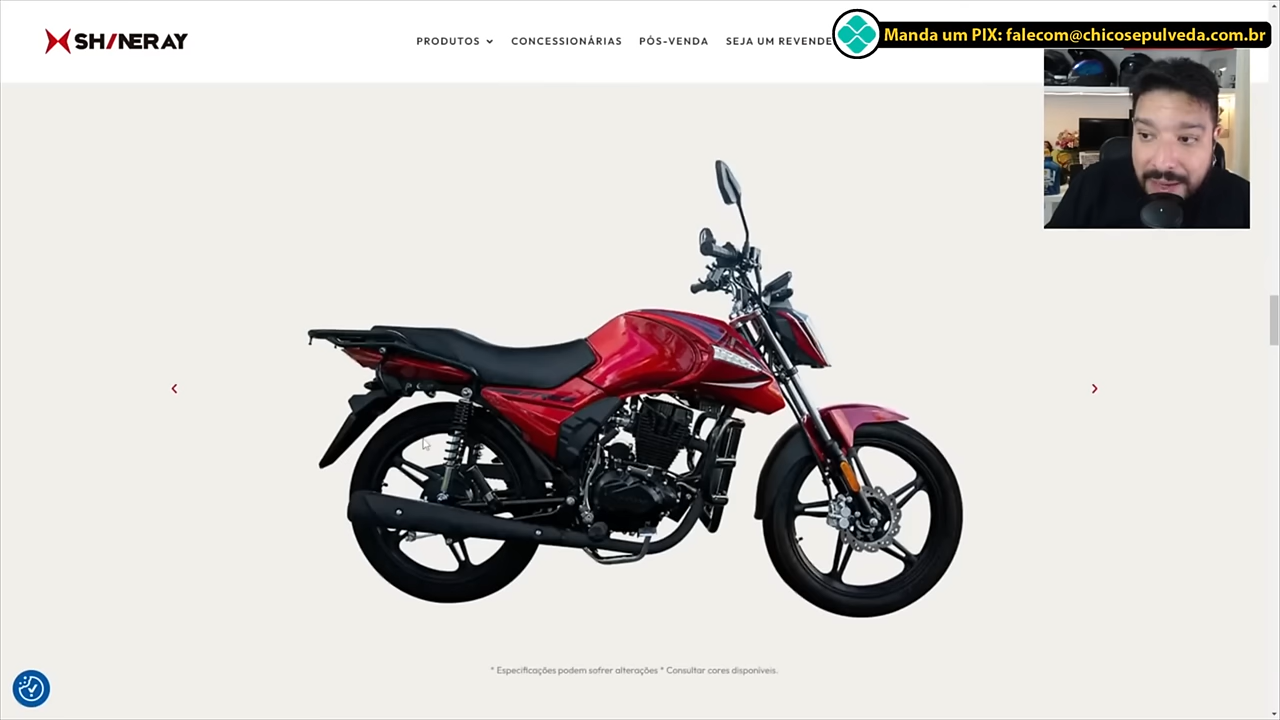 SHINERAY
PRODUTOS
CONCESSIONÁRIAS
PÓS-VENDA
SEJA UM REVENDE
Manda um PIX: falecom@chicosepulveda.com.br
* Especificações podem sofrer alterações * Consultar cores disponíveis.